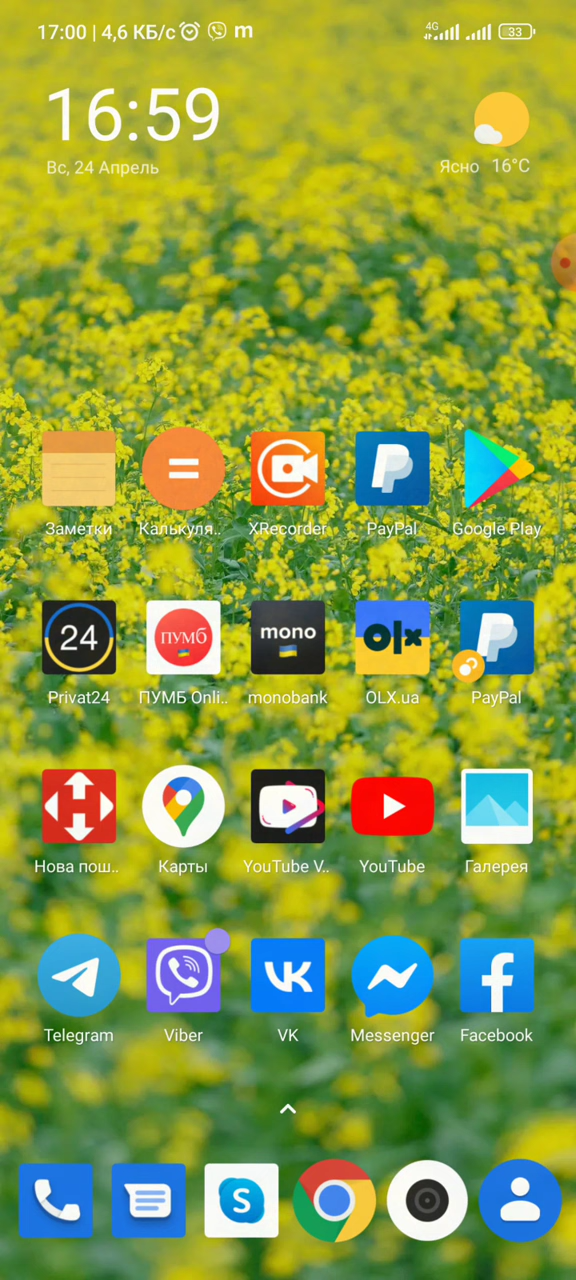 17:00 | 4,6 КБ/с m 4G 33
16:59
Вс, 24 Апрель
Ясно 16°C
Заметки Калькуля.. XRecorder PayPal Google Play
24 ПУМБ mono olx
Privat24 ПУМБ Onli.. monobank OLX.ua PayPal
Нова пош.. Карты YouTube V.. YouTube Галерея
Telegram Viber VK Messenger Facebook
S